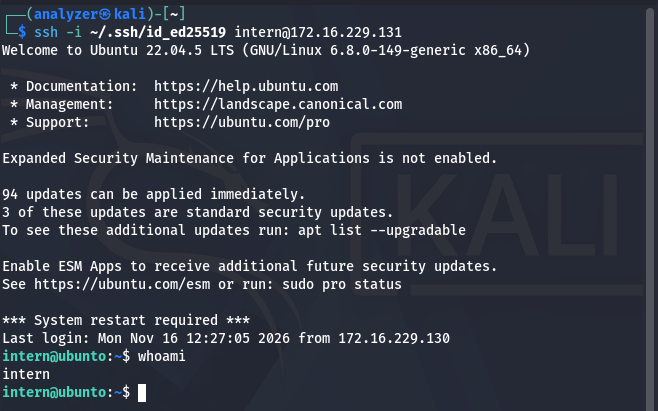 ┌──(analyzer㉿kali)-[~]
└─$ ssh -i ~/.ssh/id_ed25519 intern@172.16.229.131
Welcome to Ubuntu 22.04.5 LTS (GNU/Linux 6.8.0-149-generic x86_64)

 * Documentation:  https://help.ubuntu.com
 * Management:     https://landscape.canonical.com
 * Support:        https://ubuntu.com/pro

Expanded Security Maintenance for Applications is not enabled.

94 updates can be applied immediately.
3 of these updates are standard security updates.
To see these additional updates run: apt list --upgradable

Enable ESM Apps to receive additional future security updates.
See https://ubuntu.com/esm or run: sudo pro status

*** System restart required ***
Last login: Mon Nov 16 12:27:05 2026 from 172.16.229.130
intern@ubunto:~$ whoami
intern
intern@ubunto:~$
KALI